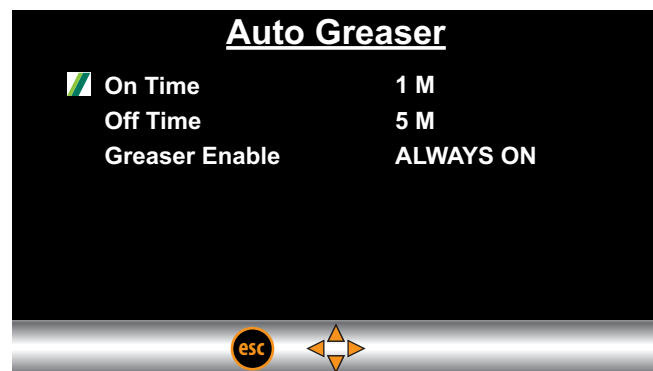 Auto Greaser
On Time 1 M
Off Time 5 M
Greaser Enable ALWAYS ON
esc